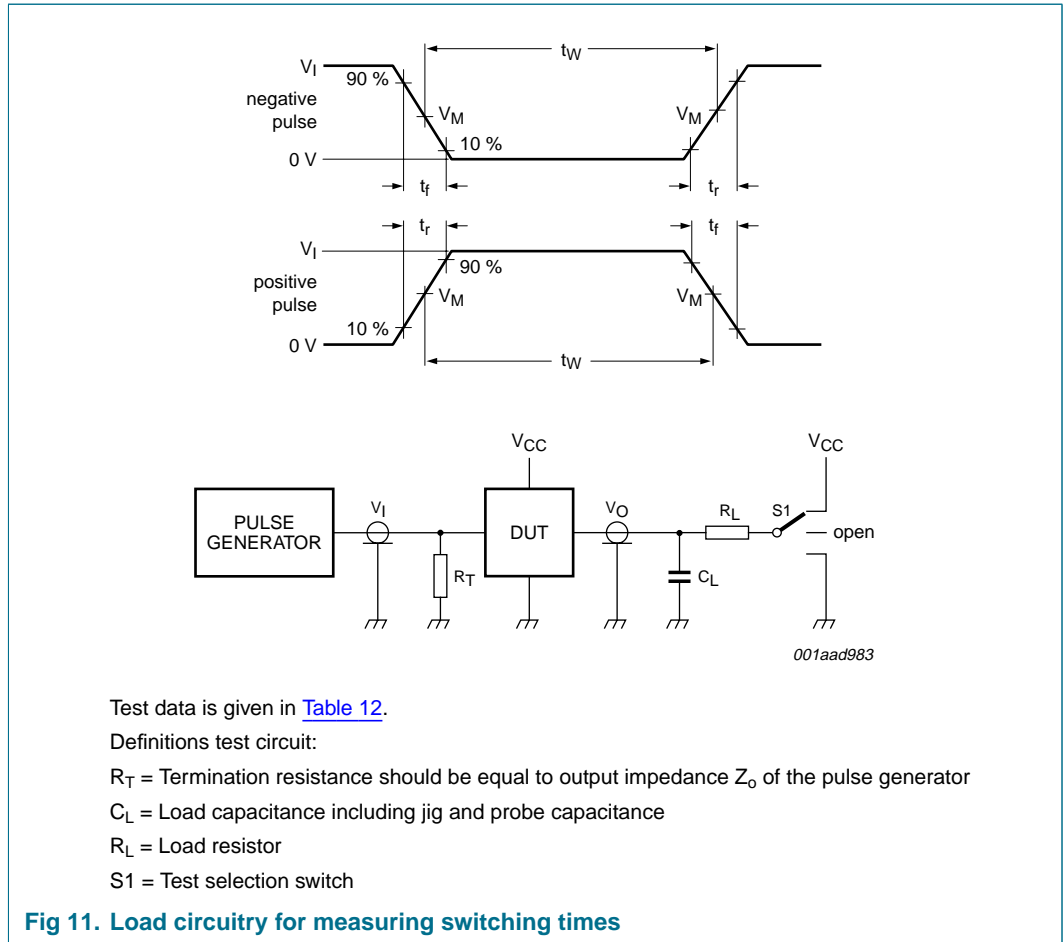 tW
VI
90 %
negative
pulse
VM
VM
10 %
0 V
tf
tr
tr
tf
VI
90 %
positive
pulse
VM
VM
10 %
0 V
tW
VCC
VCC
PULSE
GENERATOR
VI
DUT
VO
RL
S1
open
RT
CL
001aad983
Test data is given in Table 12.
Definitions test circuit:
RT = Termination resistance should be equal to output impedance Zo of the pulse generator
CL = Load capacitance including jig and probe capacitance
RL = Load resistor
S1 = Test selection switch
Fig 11. Load circuitry for measuring switching times